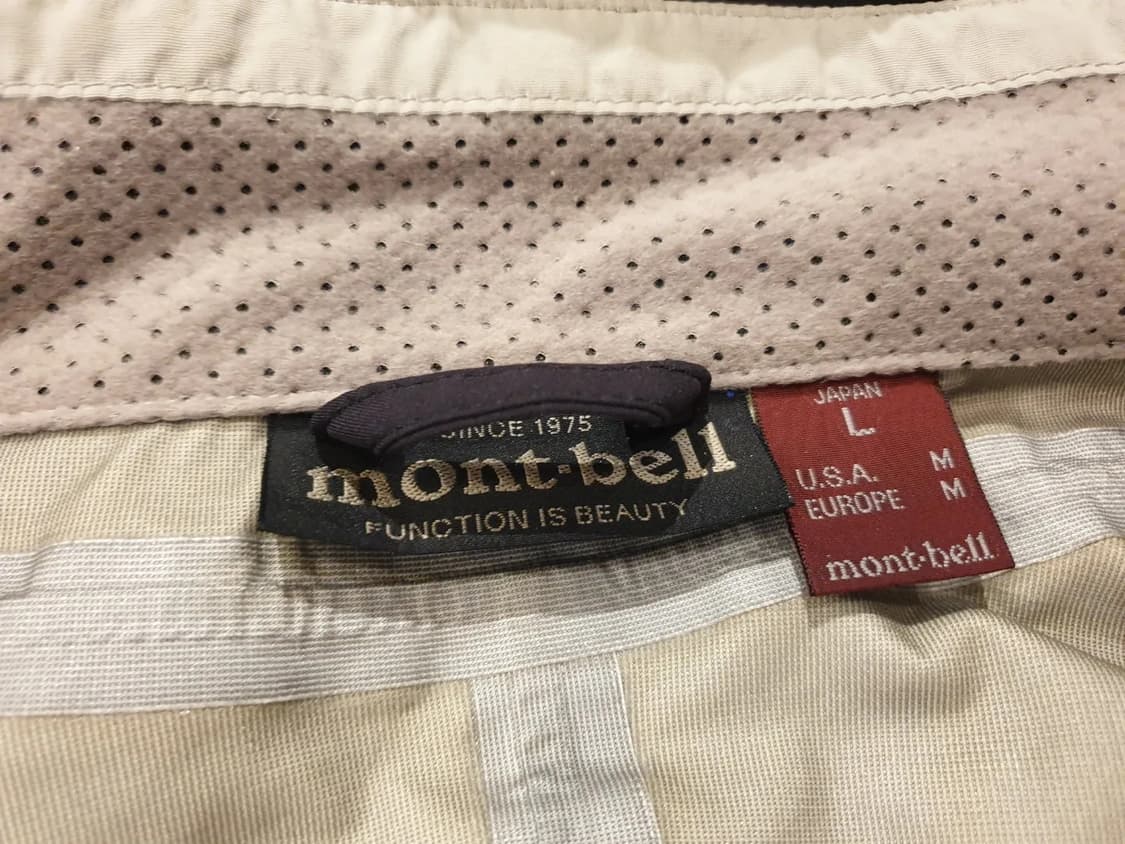 SINCE 1975
mont-bell
FUNCTION IS BEAUTY
JAPAN
L
U.S.A. M
EUROPE M
mont-bell